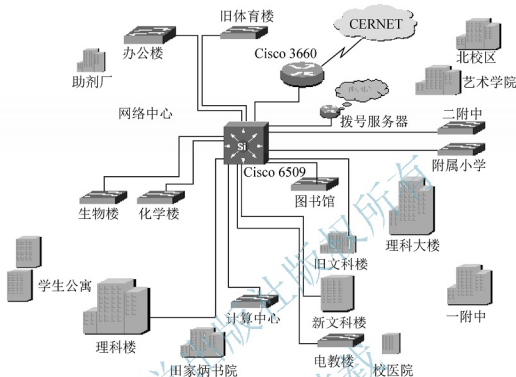 旧体育楼
CERNET
办公楼
Cisco 3660
北校区
助剂厂
艺术学院
网络中心
拨号服务器
二附中
Si
附属小学
Cisco 6509
生物楼
化学楼
图书馆
理科大楼
旧文科楼
学生公寓
计算中心
新文科楼
一附中
理科楼
田家炳书院
电教楼
校医院